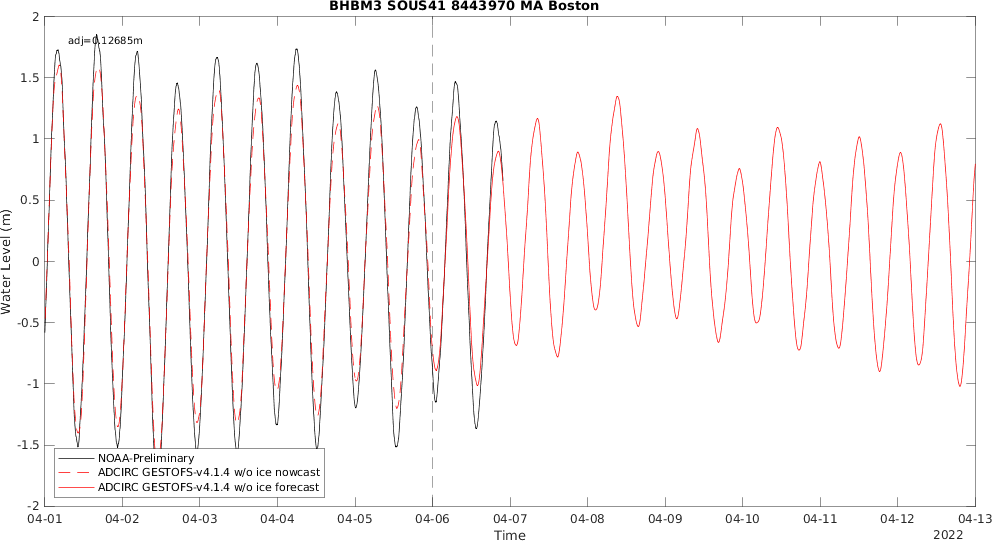 BHBM3 SOUS41 8443970 MA Boston
adj=0.12685m
2
1.5
1
0.5
0
-0.5
-1
-1.5
-2
Water Level (m)
NOAA-Preliminary
ADCIRC GESTOFS-v4.1.4 w/o ice nowcast
ADCIRC GESTOFS-v4.1.4 w/o ice forecast
04-01 04-02 04-03 04-04 04-05 04-06 04-07 04-08 04-09 04-10 04-11 04-12 04-13
Time
2022